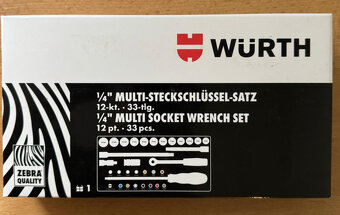 WÜRTH
¼" MULTI-STECKSCHLÜSSEL-SATZ
12-kt. · 33-tlg.
¼" MULTI SOCKET WRENCH SET
12 pt. · 33 pcs.
ZEBRA
QUALITY
1